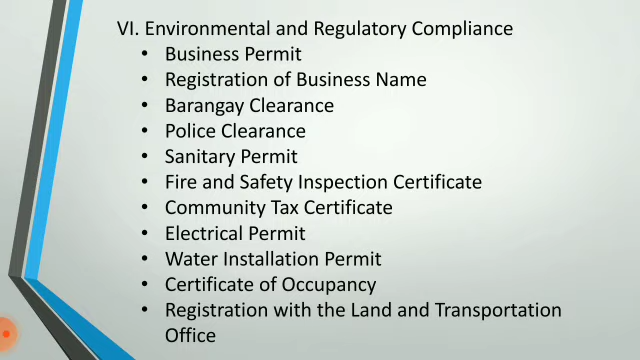 VI. Environmental and Regulatory Compliance
• Business Permit
• Registration of Business Name
• Barangay Clearance
• Police Clearance
• Sanitary Permit
• Fire and Safety Inspection Certificate
• Community Tax Certificate
• Electrical Permit
• Water Installation Permit
• Certificate of Occupancy
• Registration with the Land and Transportation
Office